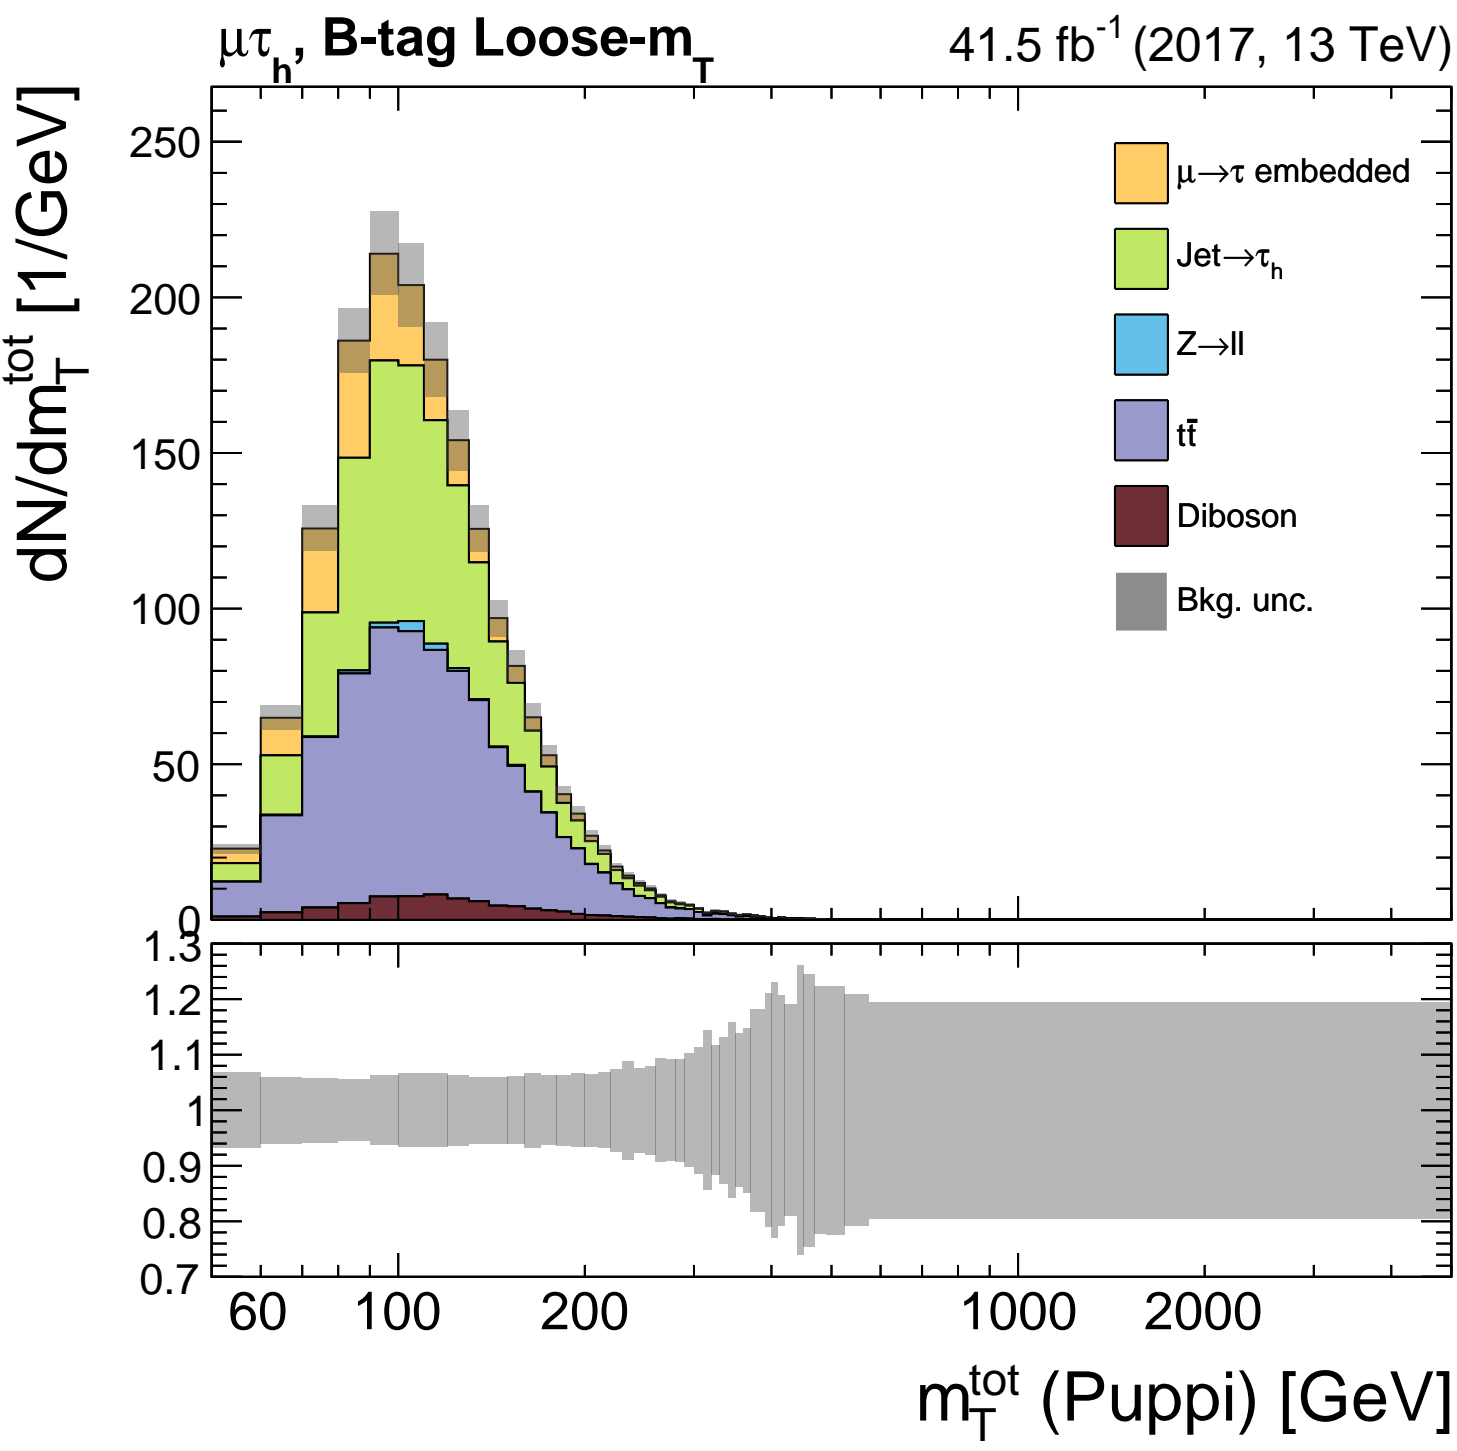 μτh, B-tag Loose-mT
41.5 fb-1 (2017, 13 TeV)
dN/dmTtot [1/GeV]
250
200
150
100
50
0
μ→τ embedded
Jet→τh
Z→ll
tt̄
Diboson
Bkg. unc.
1.3
1.2
1.1
1
0.9
0.8
0.7
60 100 200 1000 2000
mTtot (Puppi) [GeV]